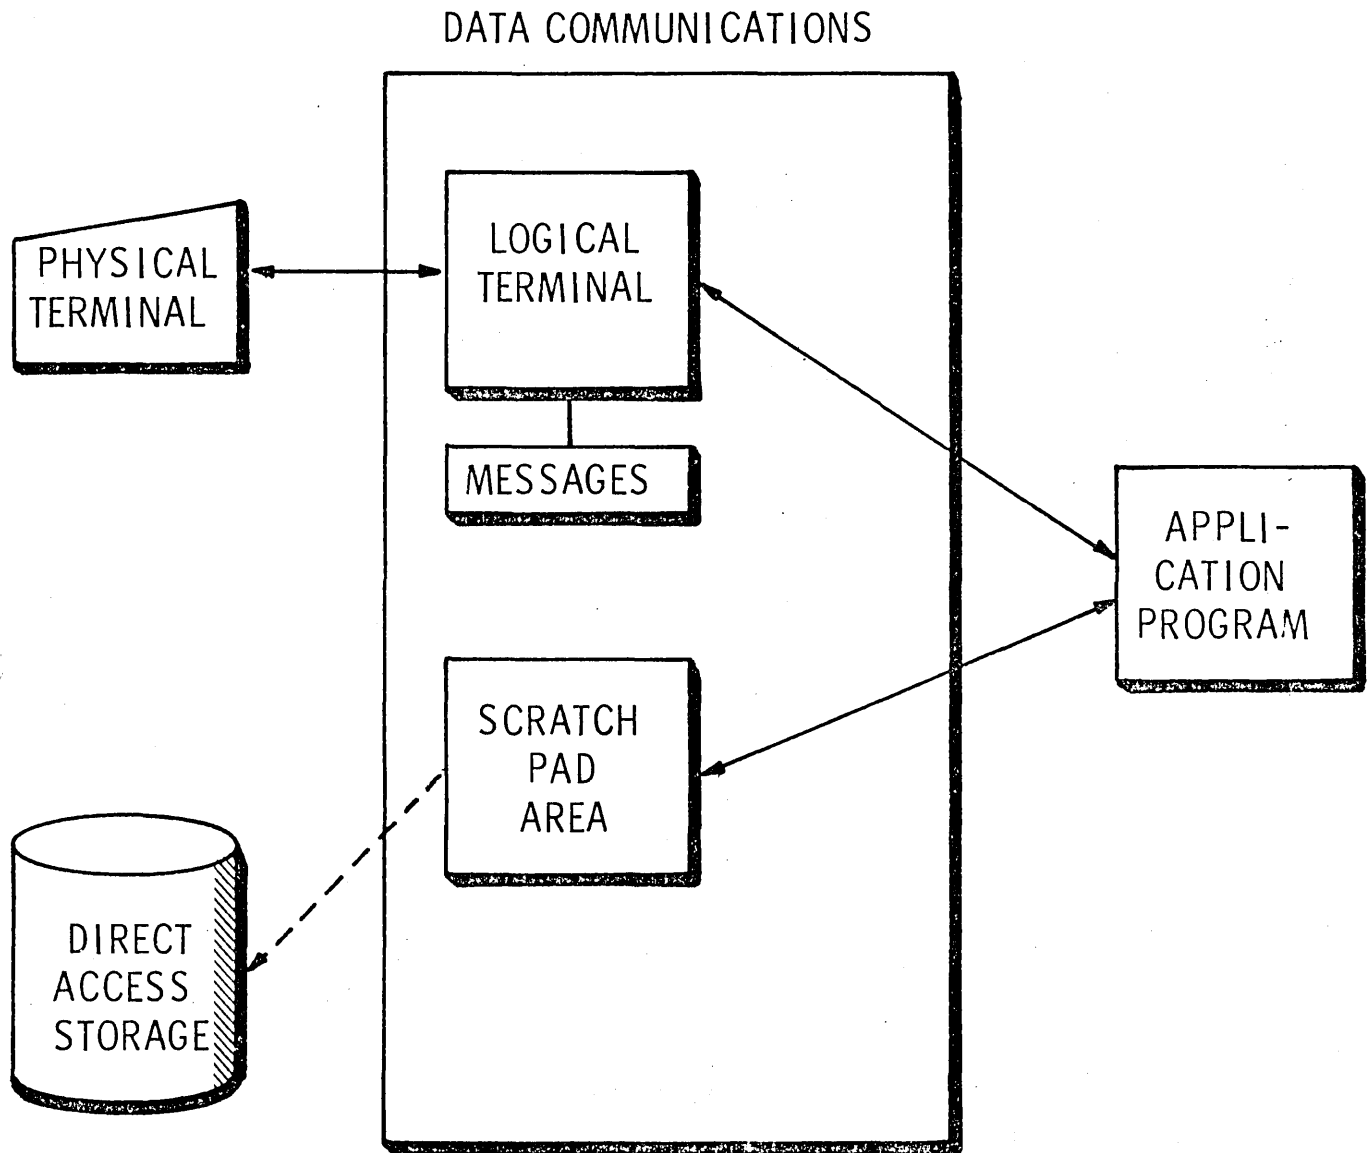 DATA COMMUNICATIONS
PHYSICAL
TERMINAL
LOGICAL
TERMINAL
MESSAGES
APPLI-
CATION
PROGRAM
SCRATCH
PAD
AREA
DIRECT
ACCESS
STORAGE